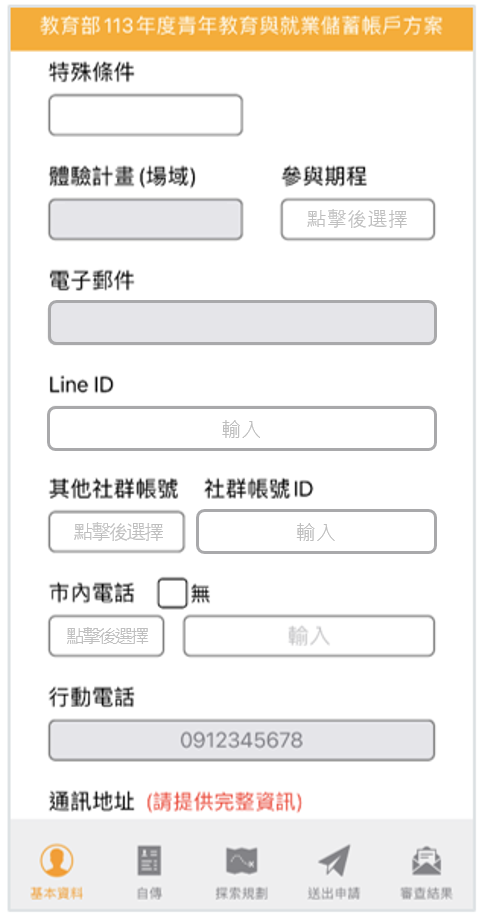 教育部113年度青年教育與就業儲蓄帳戶方案
特殊條件
體驗計畫(場域) 參與期程
點擊後選擇
電子郵件
Line ID
輸入
其他社群帳號 社群帳號ID
點擊後選擇 輸入
市內電話 無
點擊後選擇 輸入
行動電話
0912345678
通訊地址 (請提供完整資訊)
基本資料 自傳 探索規劃 送出申請 審查結果